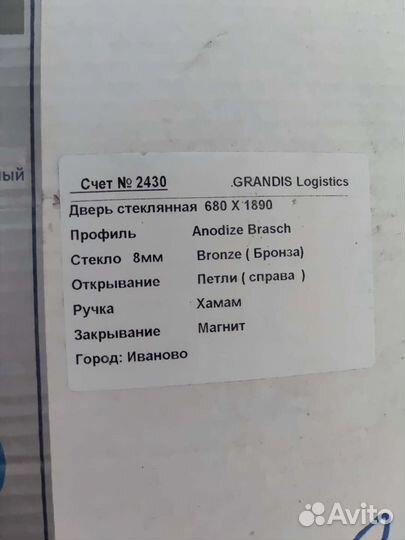 ный
Счет № 2430 .GRANDIS Logistics
Дверь стеклянная 680 X 1890
Профиль Anodize Brasch
Стекло 8мм Bronze ( Бронза)
Открывание Петли ( справа )
Ручка Хамам
Закрывание Магнит
Город: Иваново
Avito